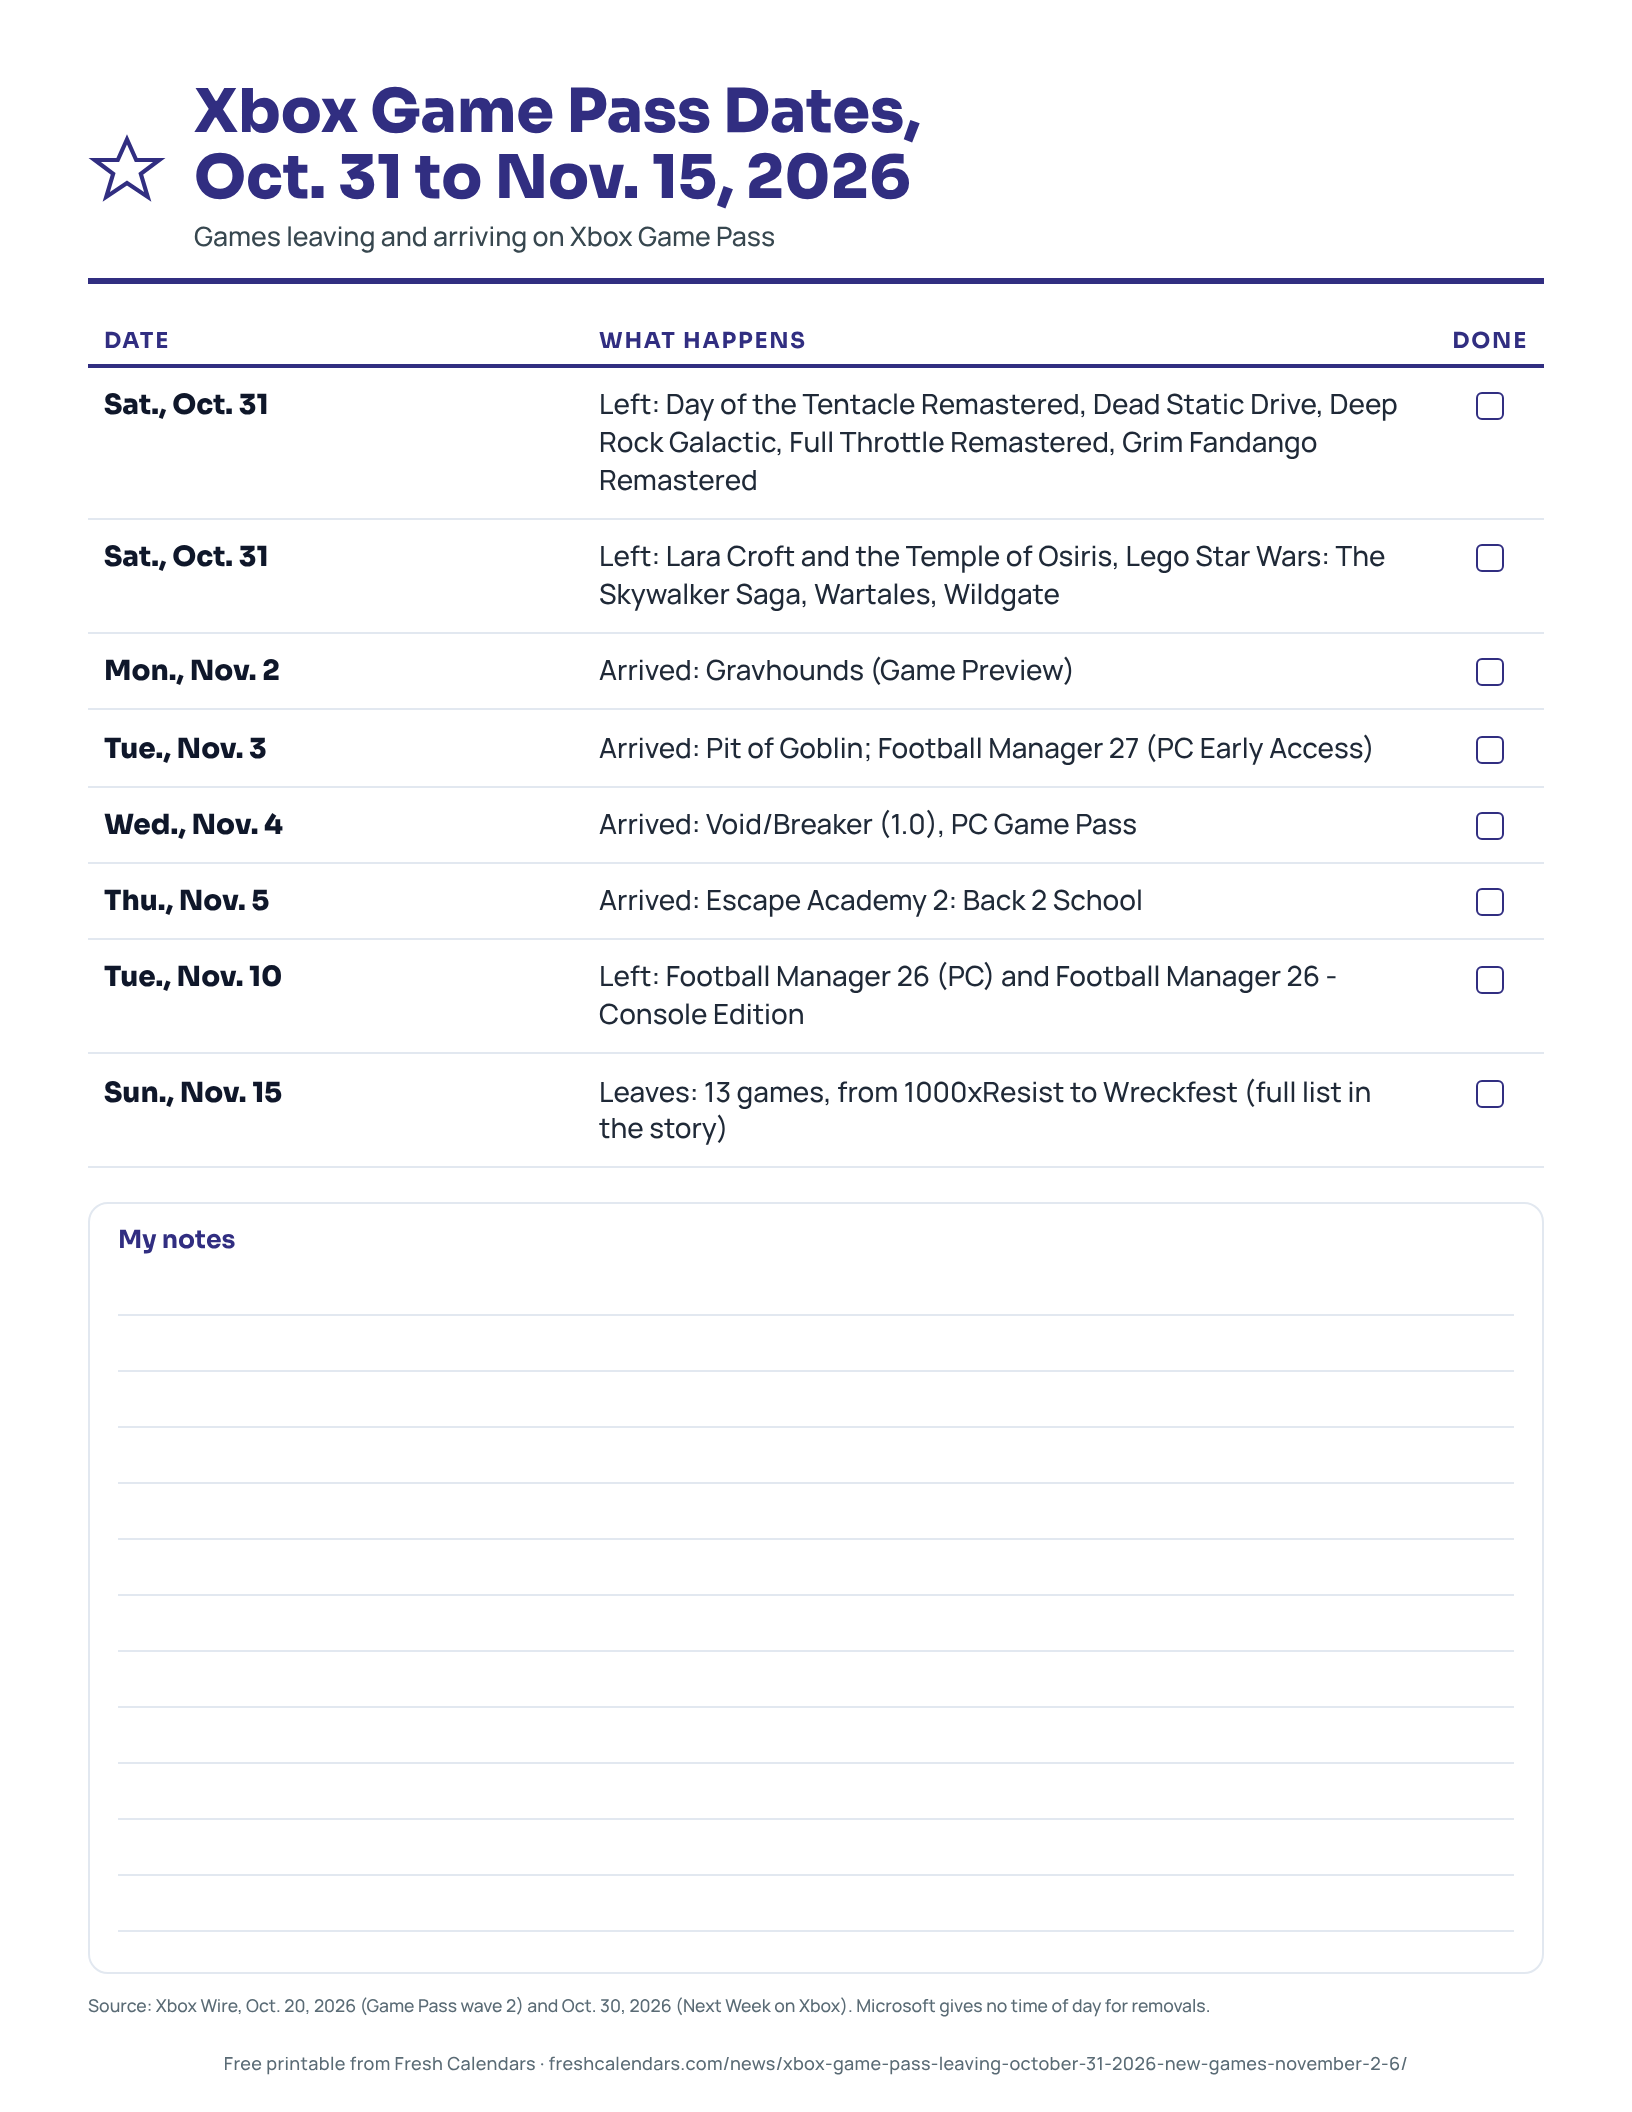 Xbox Game Pass Dates,
Oct. 31 to Nov. 15, 2026
Games leaving and arriving on Xbox Game Pass
DATE WHAT HAPPENS DONE
Sat., Oct. 31 Left: Day of the Tentacle Remastered, Dead Static Drive, Deep
Rock Galactic, Full Throttle Remastered, Grim Fandango
Remastered
Sat., Oct. 31 Left: Lara Croft and the Temple of Osiris, Lego Star Wars: The
Skywalker Saga, Wartales, Wildgate
Mon., Nov. 2 Arrived: Gravhounds (Game Preview)
Tue., Nov. 3 Arrived: Pit of Goblin; Football Manager 27 (PC Early Access)
Wed., Nov. 4 Arrived: Void/Breaker (1.0), PC Game Pass
Thu., Nov. 5 Arrived: Escape Academy 2: Back 2 School
Tue., Nov. 10 Left: Football Manager 26 (PC) and Football Manager 26 -
Console Edition
Sun., Nov. 15 Leaves: 13 games, from 1000xResist to Wreckfest (full list in
the story)
My notes
Source: Xbox Wire, Oct. 20, 2026 (Game Pass wave 2) and Oct. 30, 2026 (Next Week on Xbox). Microsoft gives no time of day for removals.
Free printable from Fresh Calendars · freshcalendars.com/news/xbox-game-pass-leaving-october-31-2026-new-games-november-2-6/